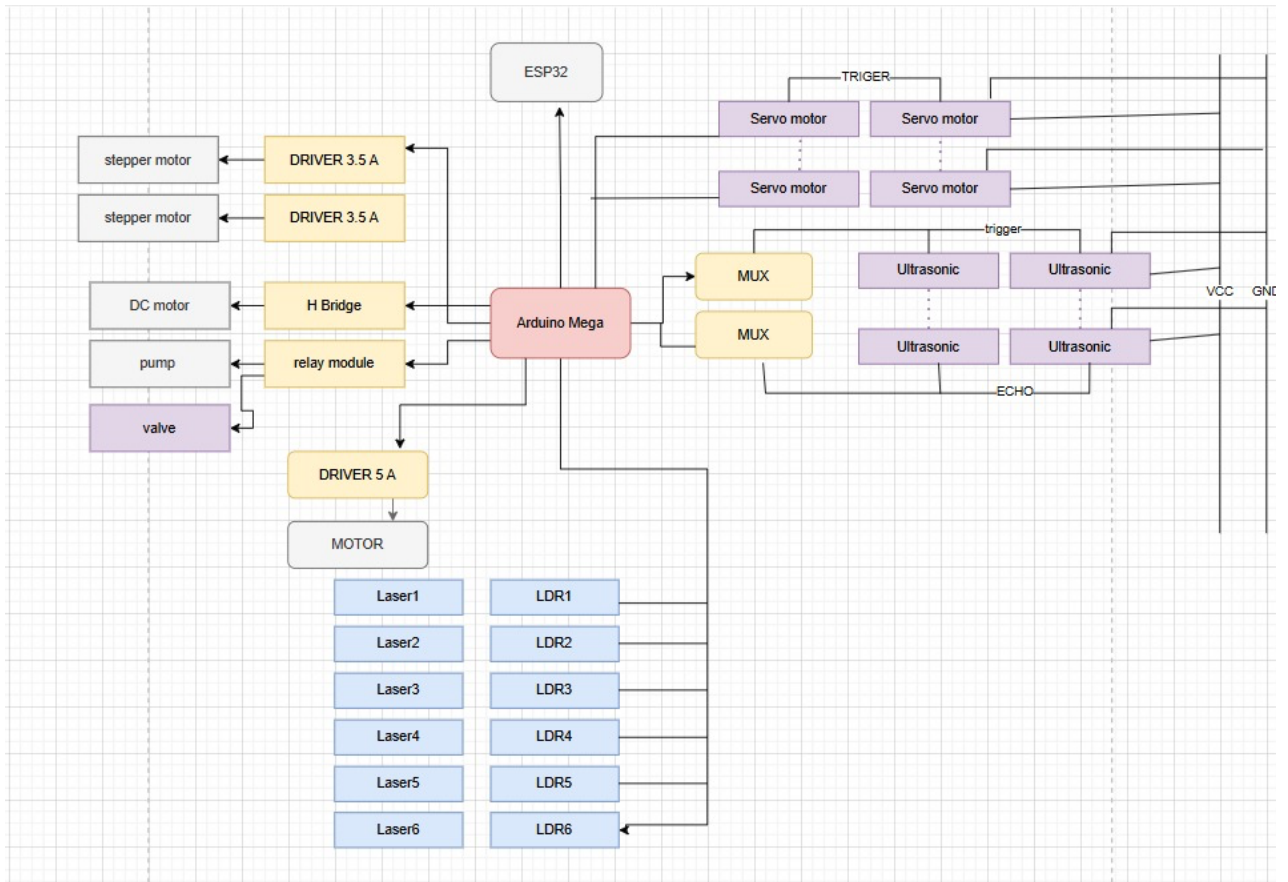 ESP32
TRIGER
Servo motor
Servo motor
stepper motor
DRIVER 3.5 A
Servo motor
Servo motor
stepper motor
DRIVER 3.5 A
trigger
MUX
Ultrasonic
Ultrasonic
VCC
GND
DC motor
H Bridge
Arduino Mega
MUX
Ultrasonic
Ultrasonic
pump
relay module
ECHO
valve
DRIVER 5 A
MOTOR
Laser1
LDR1
Laser2
LDR2
Laser3
LDR3
Laser4
LDR4
Laser5
LDR5
Laser6
LDR6